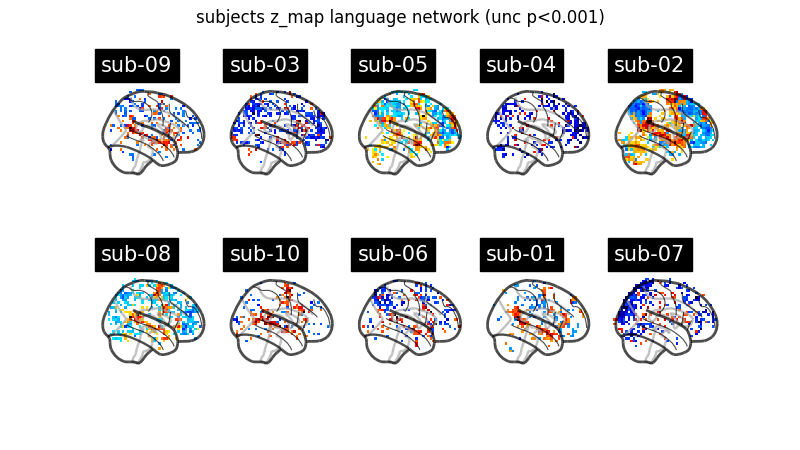 subjects z_map language network (unc p<0.001)
sub-09
sub-03
sub-05
sub-04
sub-02
sub-08
sub-10
sub-06
sub-01
sub-07